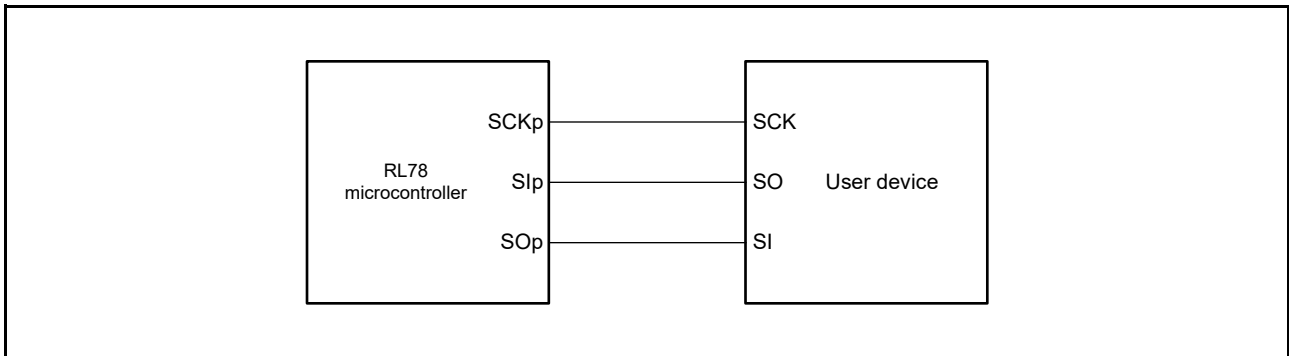 SCKp
SCK
RL78
microcontroller
SIp
SO
User device
SOp
SI